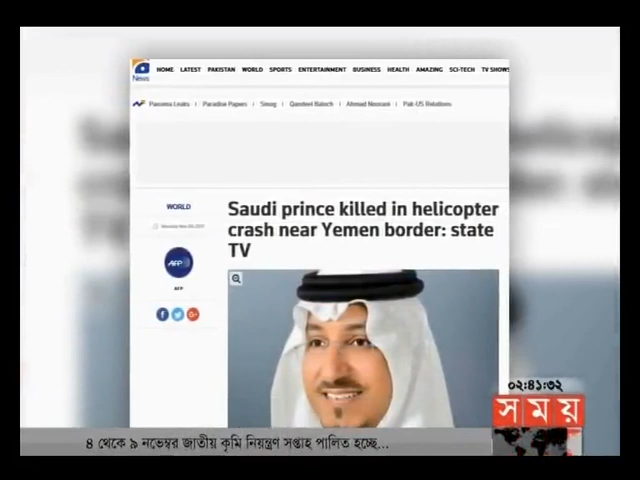 News
HOME LATEST PAKISTAN WORLD SPORTS ENTERTAINMENT BUSINESS HEALTH AMAZING SCI-TECH TV SHOWS
Panama Leaks | Paradise Papers | Smog | Qandeel Baloch | Ahmad Noorani | Pak-US Relations
WORLD
Saudi prince killed in helicopter
crash near Yemen border: state
TV
AFP
AFP
০২:৪১:৩২
সময়
৪ থেকে ৯ নভেম্বর জাতীয় কৃমি নিয়ন্ত্রণ সপ্তাহ পালিত হচ্ছে...